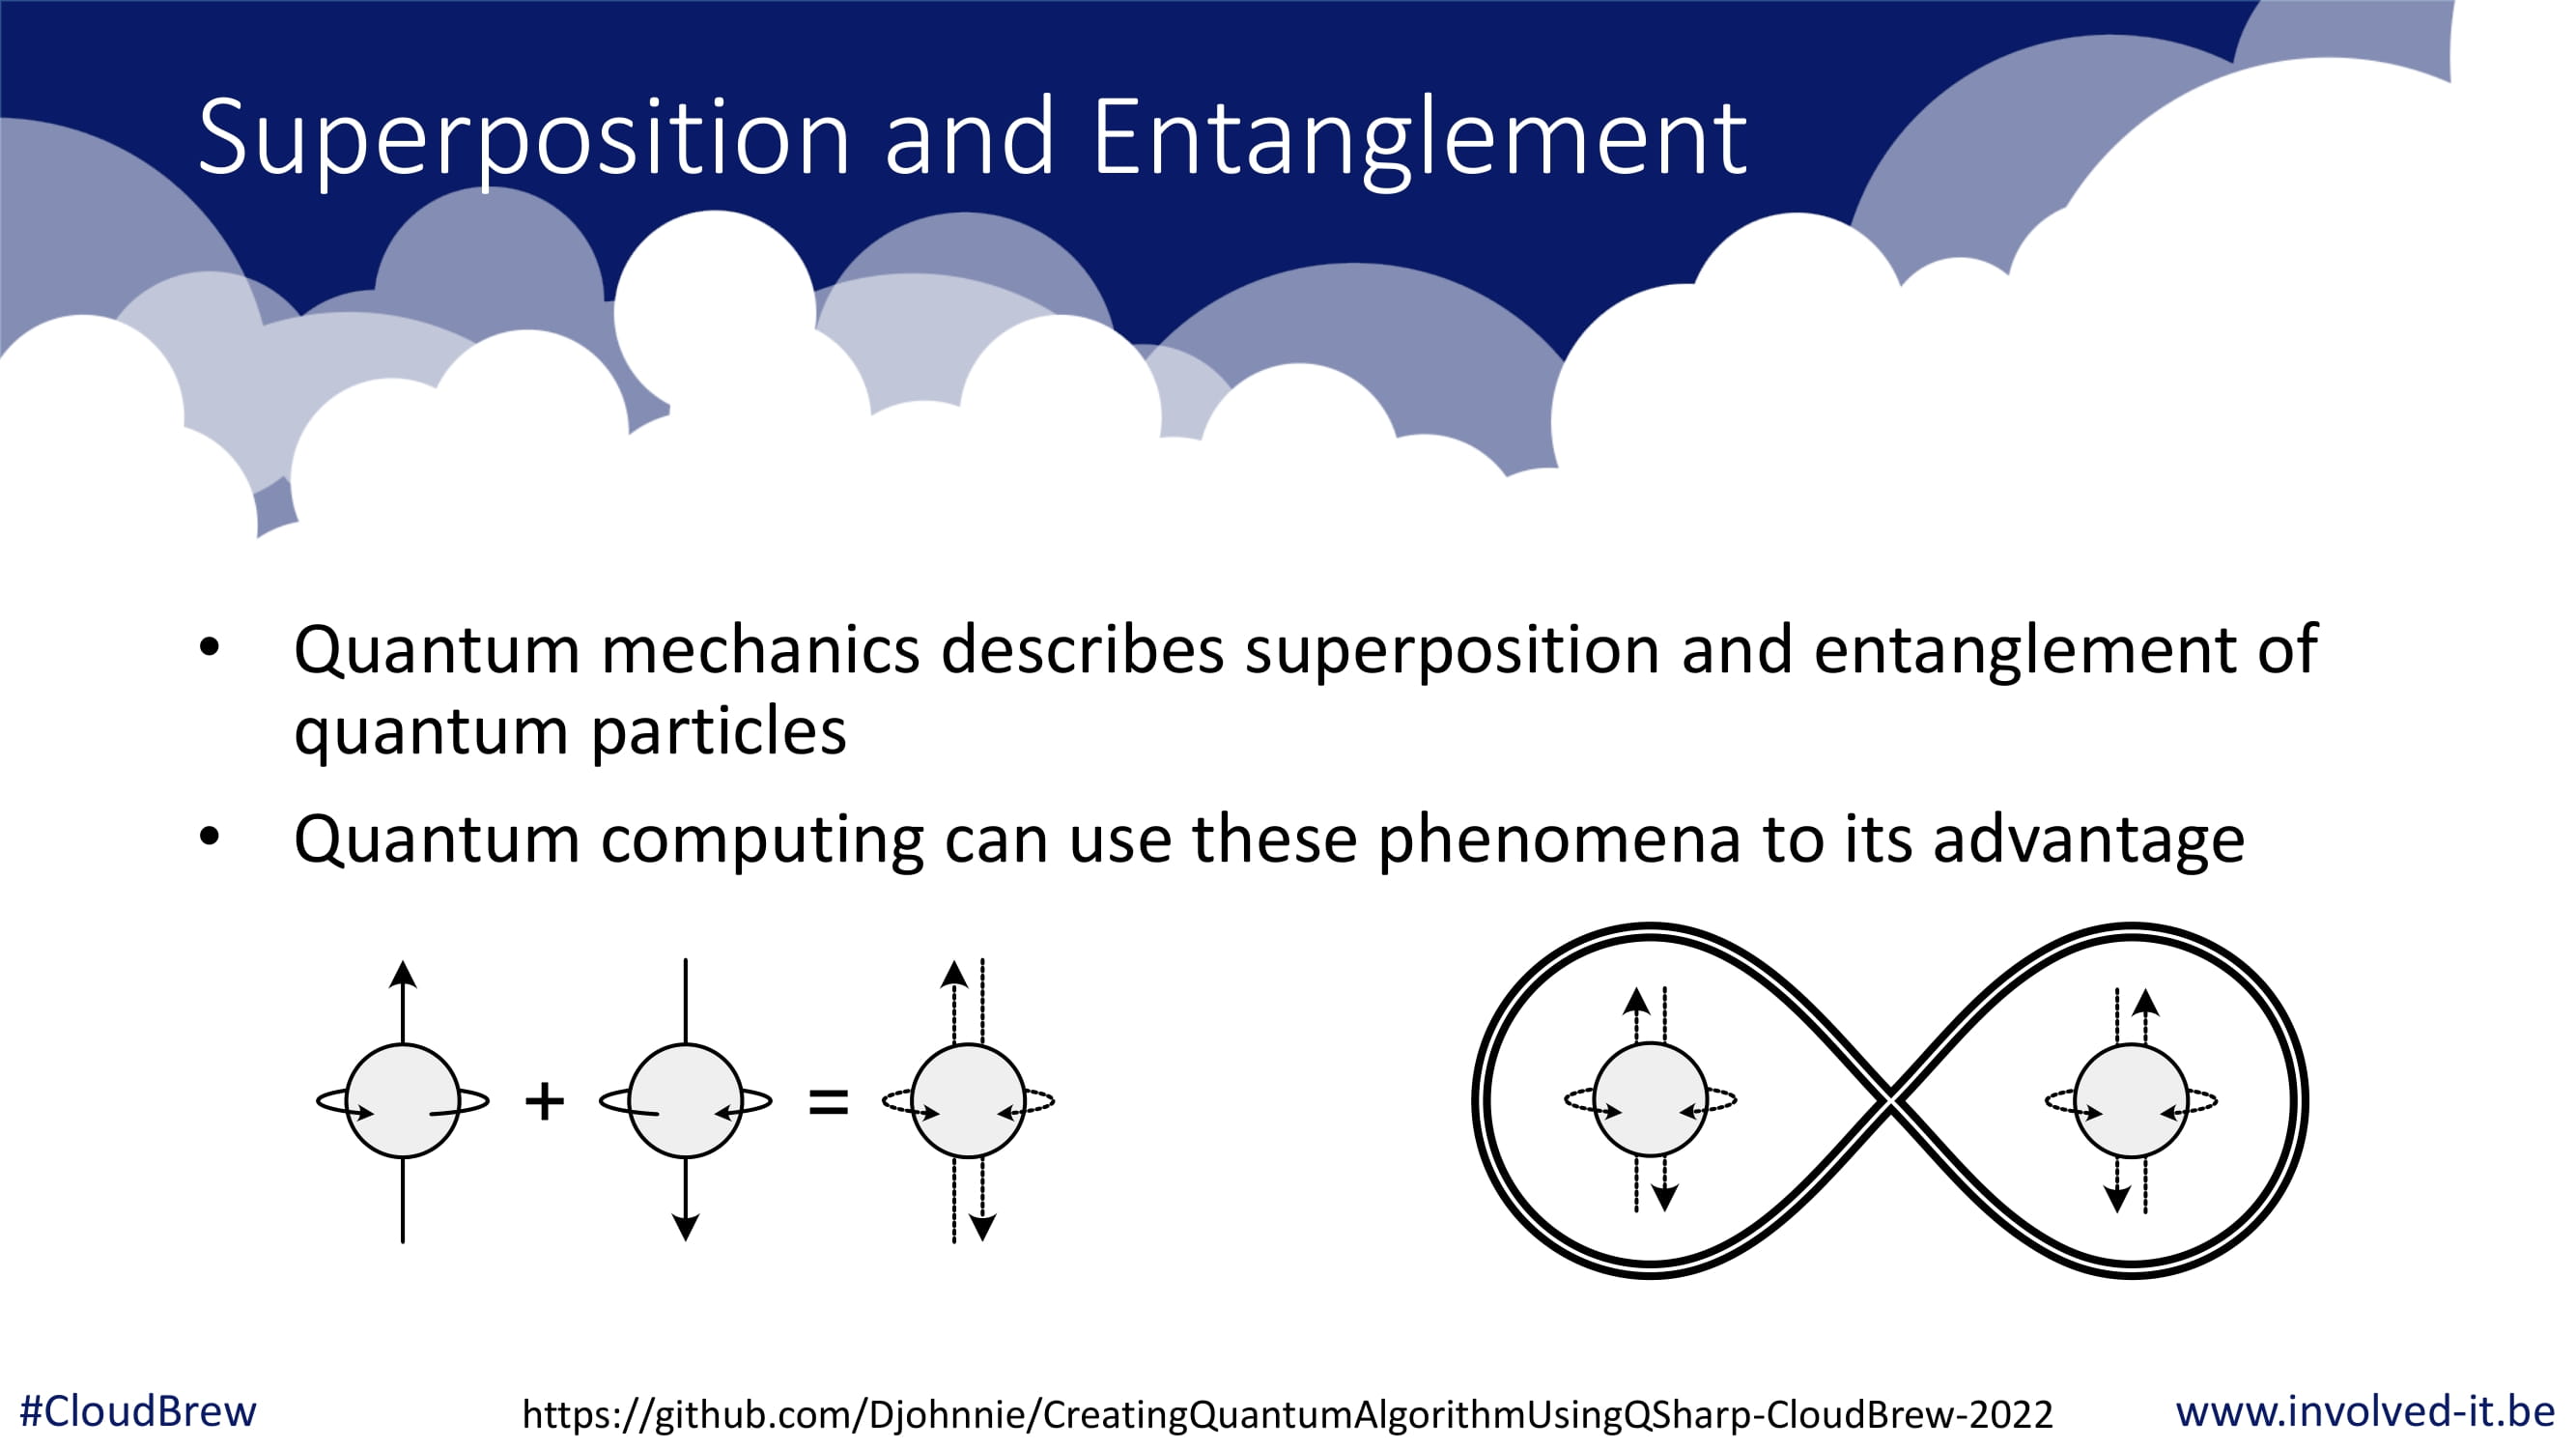 Superposition and Entanglement
• Quantum mechanics describes superposition and entanglement of
quantum particles
• Quantum computing can use these phenomena to its advantage
+ =
#CloudBrew
https://github.com/Djohnnie/CreatingQuantumAlgorithmUsingQSharp-CloudBrew-2022
www.involved-it.be